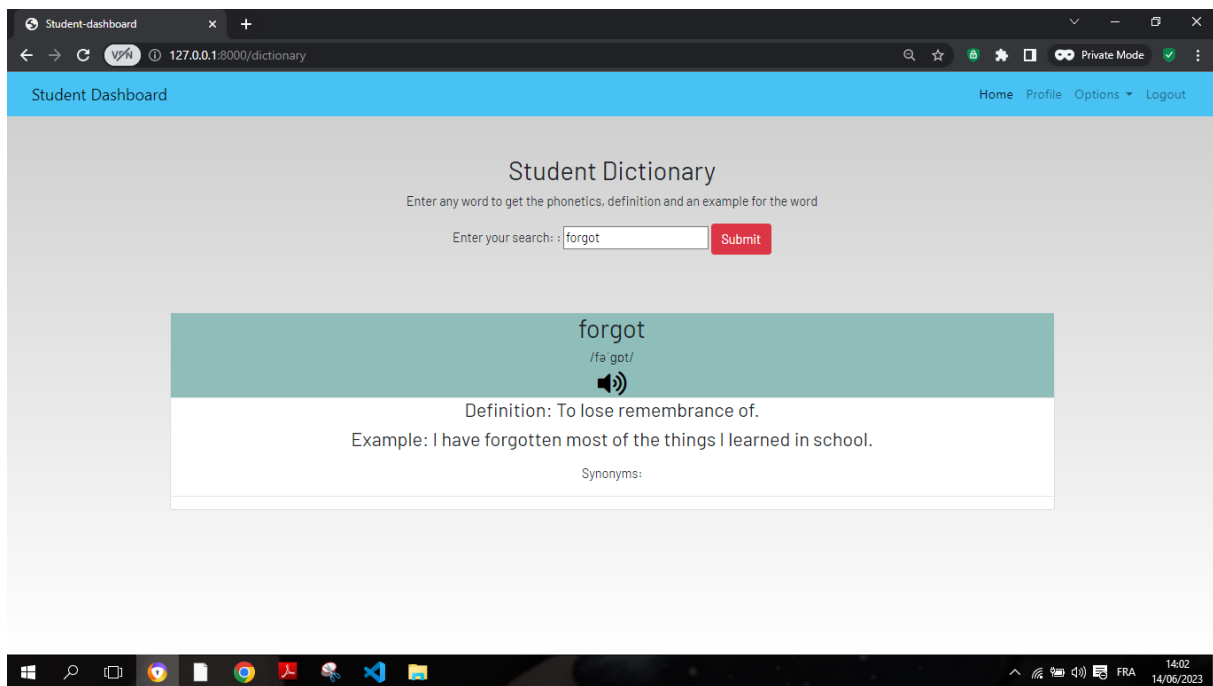 Student-dashboard
VPN 127.0.0.1:8000/dictionary Private Mode
Student Dashboard Home Profile Options Logout
Student Dictionary
Enter any word to get the phonetics, definition and an example for the word
Enter your search: : forgot Submit
forgot
/fəˈɡɒt/
Definition: To lose remembrance of.
Example: I have forgotten most of the things I learned in school.
Synonyms:
FRA 14:02
14/06/2023